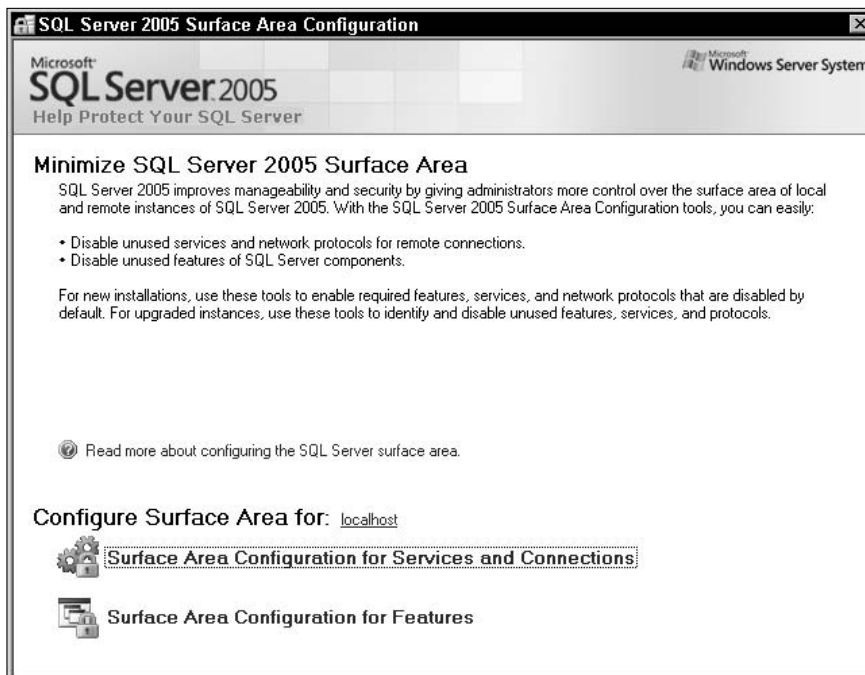 SQL Server 2005 Surface Area Configuration
Microsoft
SQL Server 2005
Help Protect Your SQL Server
Microsoft
Windows Server System
Minimize SQL Server 2005 Surface Area
SQL Server 2005 improves manageability and security by giving administrators more control over the surface area of local
and remote instances of SQL Server 2005. With the SQL Server 2005 Surface Area Configuration tools, you can easily:
• Disable unused services and network protocols for remote connections.
• Disable unused features of SQL Server components.
For new installations, use these tools to enable required features, services, and network protocols that are disabled by
default. For upgraded instances, use these tools to identify and disable unused features, services, and protocols.
Read more about configuring the SQL Server surface area.
Configure Surface Area for: localhost
Surface Area Configuration for Services and Connections
Surface Area Configuration for Features